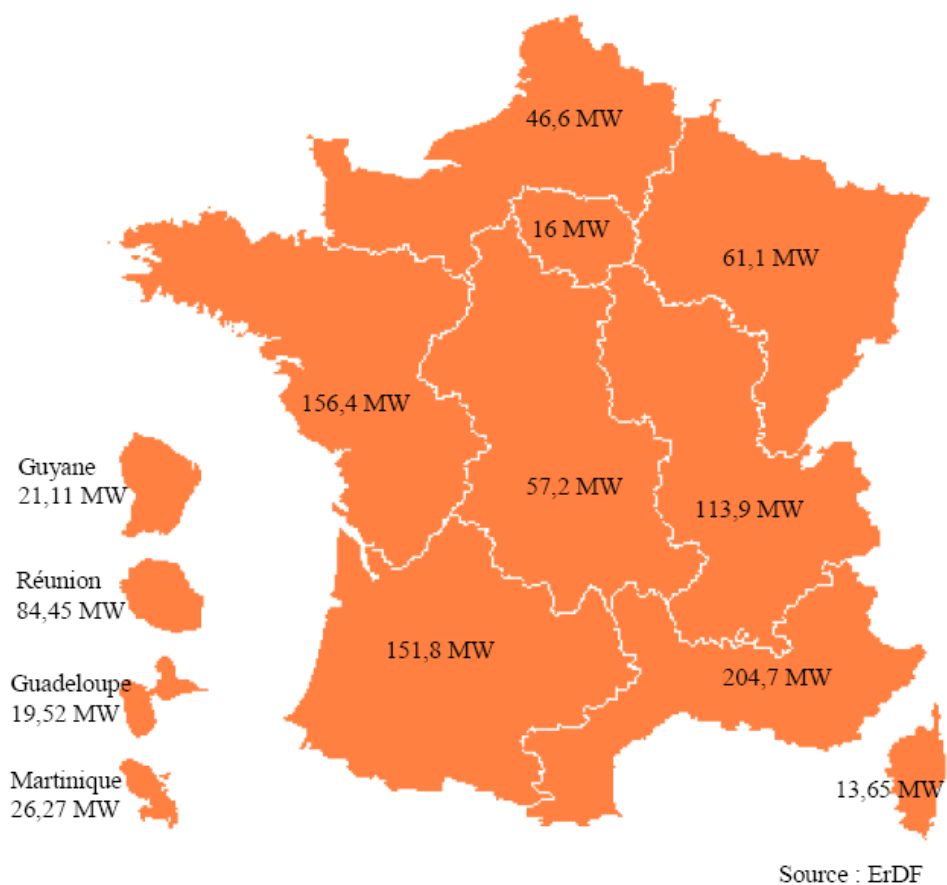 46,6 MW
16 MW
61,1 MW
156,4 MW
Guyane
21,11 MW
57,2 MW
113,9 MW
Réunion
84,45 MW
151,8 MW
204,7 MW
Guadeloupe
19,52 MW
Martinique
26,27 MW
13,65 MW
Source : ErDF